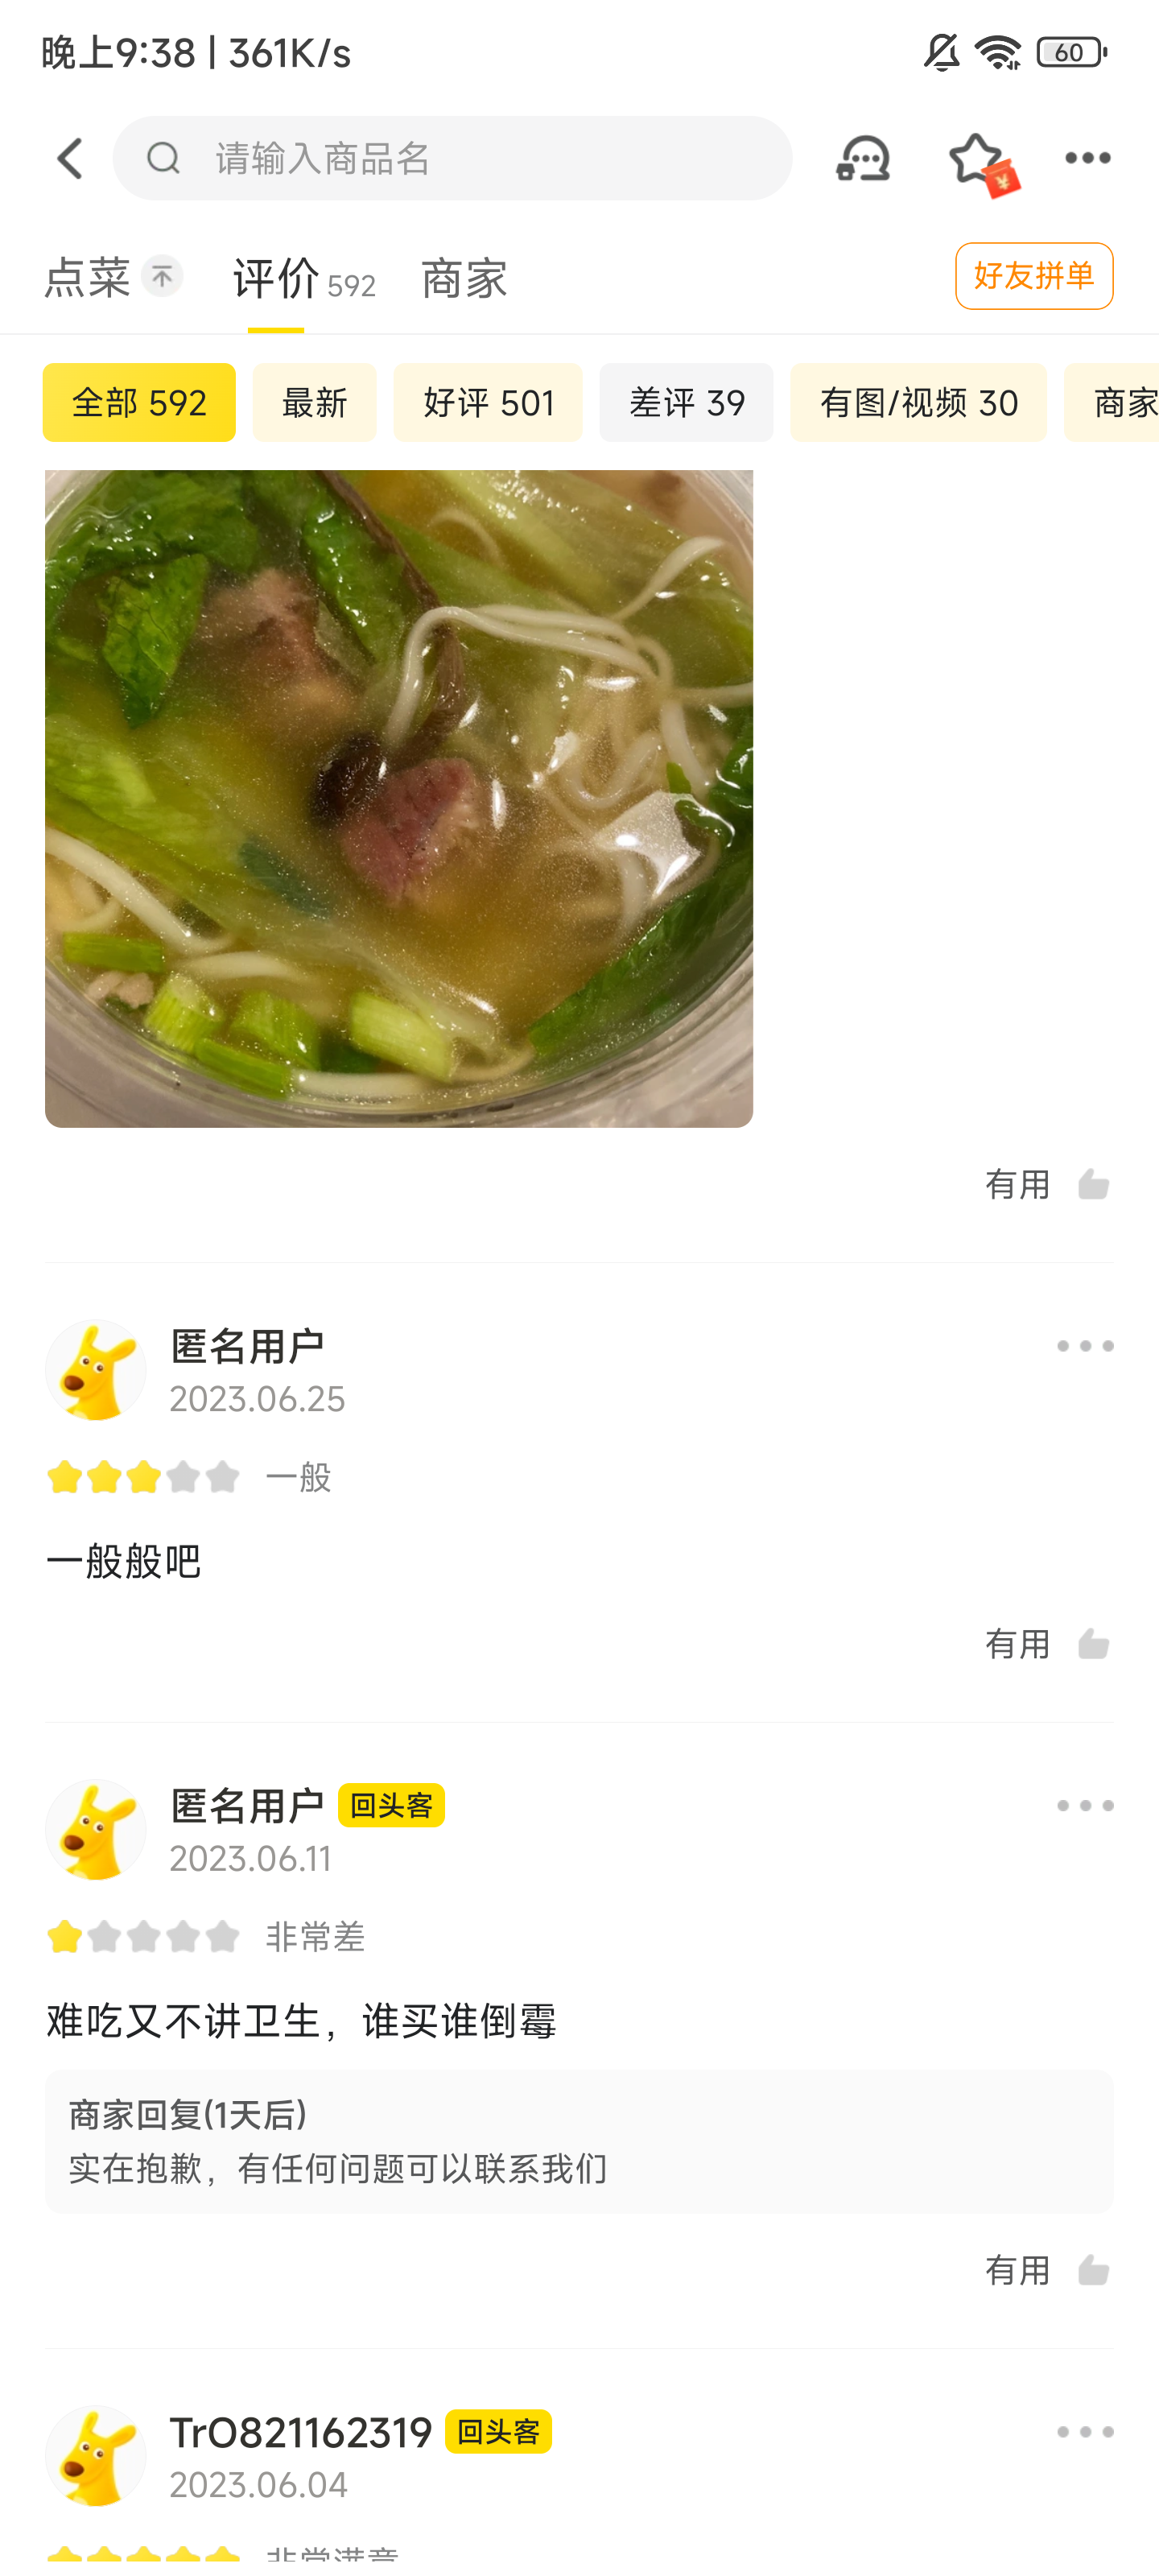 晚上9:38 | 361K/s
60
请输入商品名
点菜 评价 592 商家 好友拼单
全部 592 最新 好评 501 差评 39 有图/视频 30 商家
有用
匿名用户
2023.06.25
一般
一般般吧
有用
匿名用户 回头客
2023.06.11
非常差
难吃又不讲卫生，谁买谁倒霉
商家回复(1天后)
实在抱歉，有任何问题可以联系我们
有用
TrO821162319 回头客
2023.06.04
非常满意